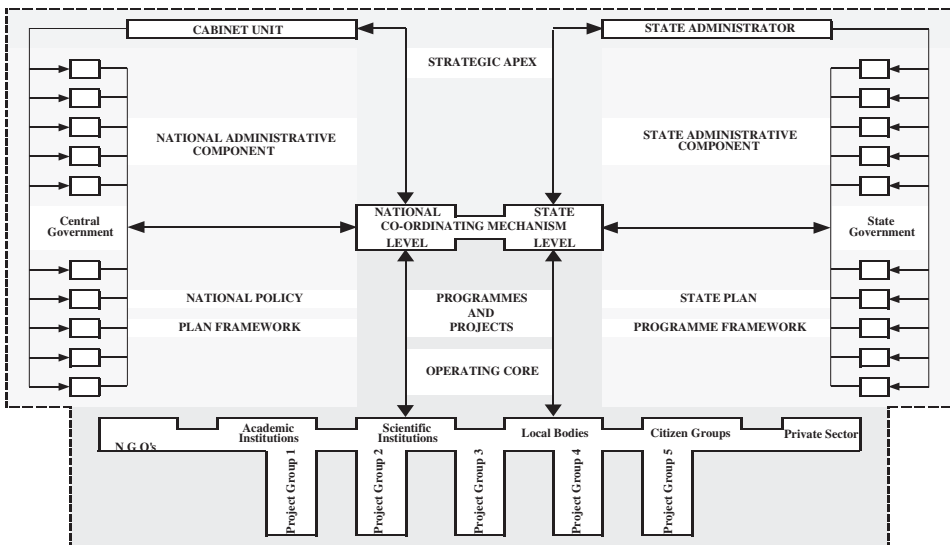 CABINET UNIT
STATE ADMINISTRATOR
STRATEGIC APEX
NATIONAL ADMINISTRATIVE
COMPONENT
STATE ADMINISTRATIVE
COMPONENT
Central
Government
NATIONAL
STATE
CO-ORDINATING MECHANISM
LEVEL
LEVEL
State
Government
NATIONAL POLICY
PLAN FRAMEWORK
PROGRAMMES
AND
PROJECTS
STATE PLAN
PROGRAMME FRAMEWORK
OPERATING CORE
N G O's
Academic
Institutions
Scientific
Institutions
Local Bodies
Citizen Groups
Private Sector
Project Group 1
Project Group 2
Project Group 3
Project Group 4
Project Group 5